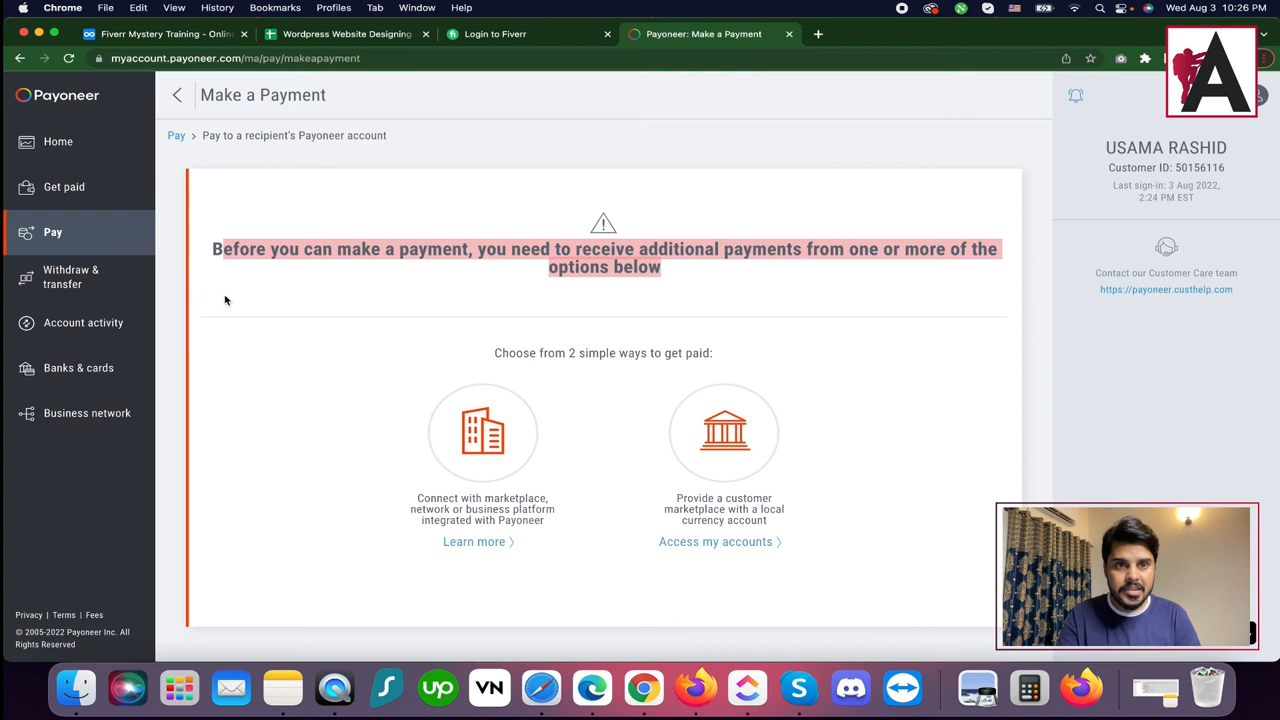 Chrome File Edit View History Bookmarks Profiles Tab Window Help Wed Aug 3 10:26 PM
Fiverr Mystery Training - Onlin Wordpress Website Designing Login to Fiverr Payoneer: Make a Payment
myaccount.payoneer.com/ma/pay/makeapayment
A
Payoneer
Home
Get paid
Pay
Withdraw &
transfer
Account activity
Banks & cards
Business network
Privacy | Terms | Fees
© 2005-2022 Payoneer Inc. All
Rights Reserved
Make a Payment
Pay > Pay to a recipient's Payoneer account
Before you can make a payment, you need to receive additional payments from one or more of the
options below
Choose from 2 simple ways to get paid:
Connect with marketplace,
network or business platform
integrated with Payoneer
Learn more
Provide a customer
marketplace with a local
currency account
Access my accounts
USAMA RASHID
Customer ID: 50156116
Last sign-in: 3 Aug 2022,
2:24 PM EST
Contact our Customer Care team
https://payoneer.custhelp.com
up
VN